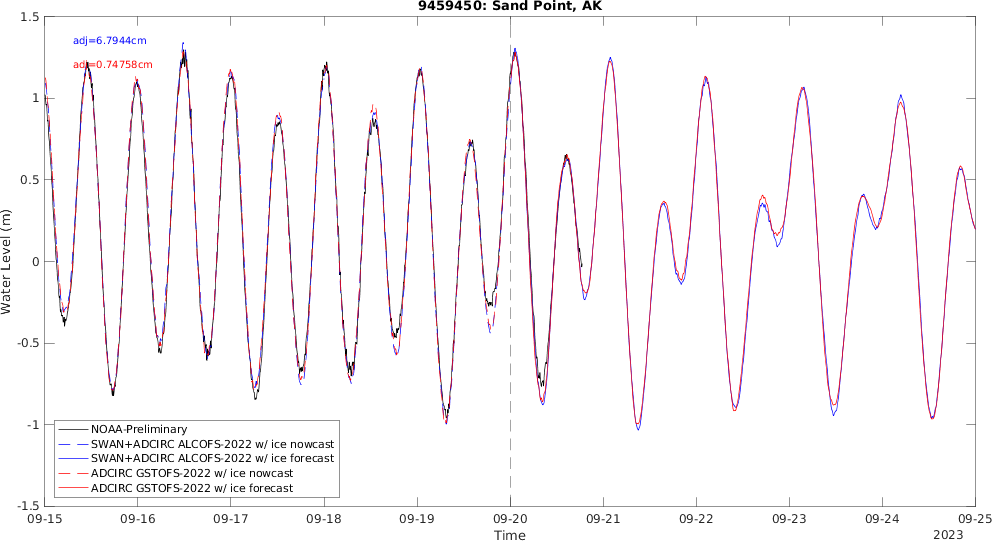 9459450: Sand Point, AK
1.5
adj=6.7944cm
adj=0.74758cm
1
0.5
0
-0.5
-1
-1.5
Water Level (m)
NOAA-Preliminary
SWAN+ADCIRC ALCOFS-2022 w/ ice nowcast
SWAN+ADCIRC ALCOFS-2022 w/ ice forecast
ADCIRC GSTOFS-2022 w/ ice nowcast
ADCIRC GSTOFS-2022 w/ ice forecast
09-15 09-16 09-17 09-18 09-19 09-20 09-21 09-22 09-23 09-24 09-25
Time
2023